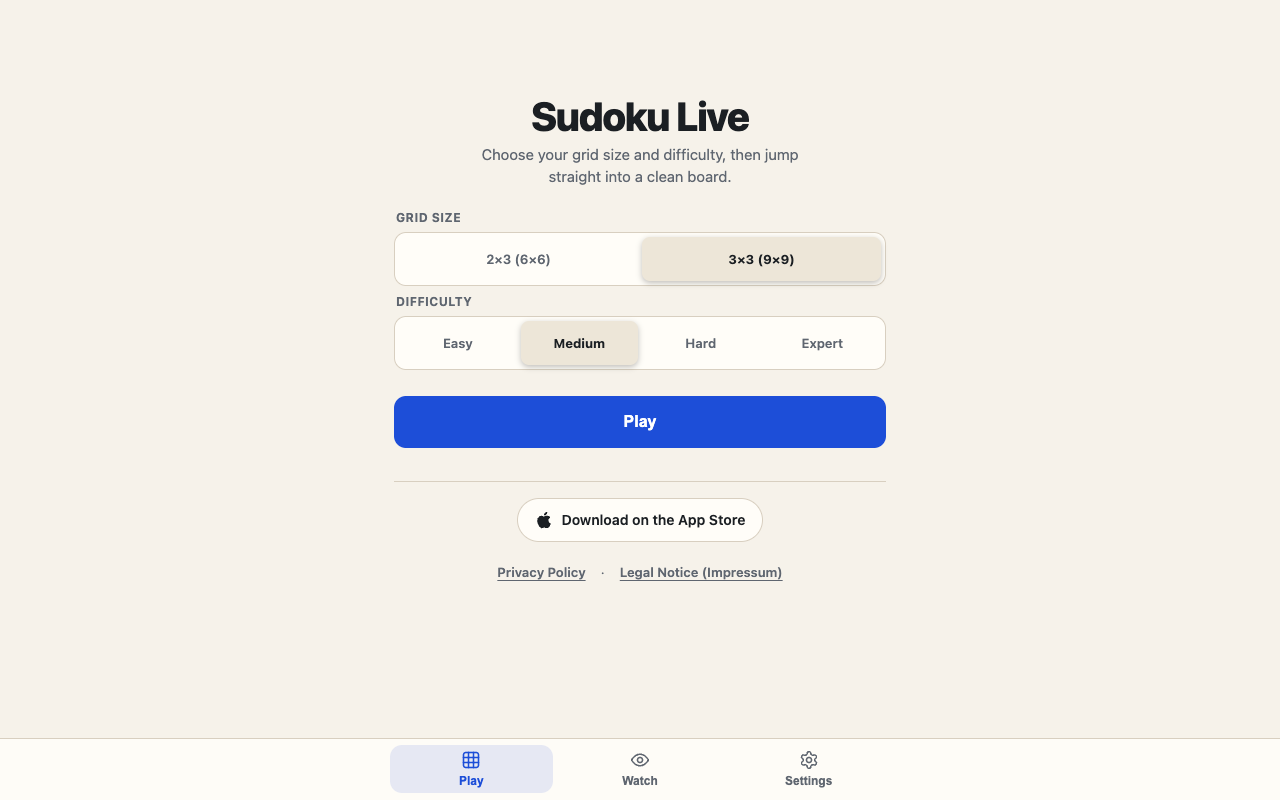 Sudoku Live
Choose your grid size and difficulty, then jump
straight into a clean board.
GRID SIZE
2×3 (6×6)
3×3 (9×9)
DIFFICULTY
Easy
Medium
Hard
Expert
Play
Download on the App Store
Privacy Policy · Legal Notice (Impressum)
Play
Watch
Settings